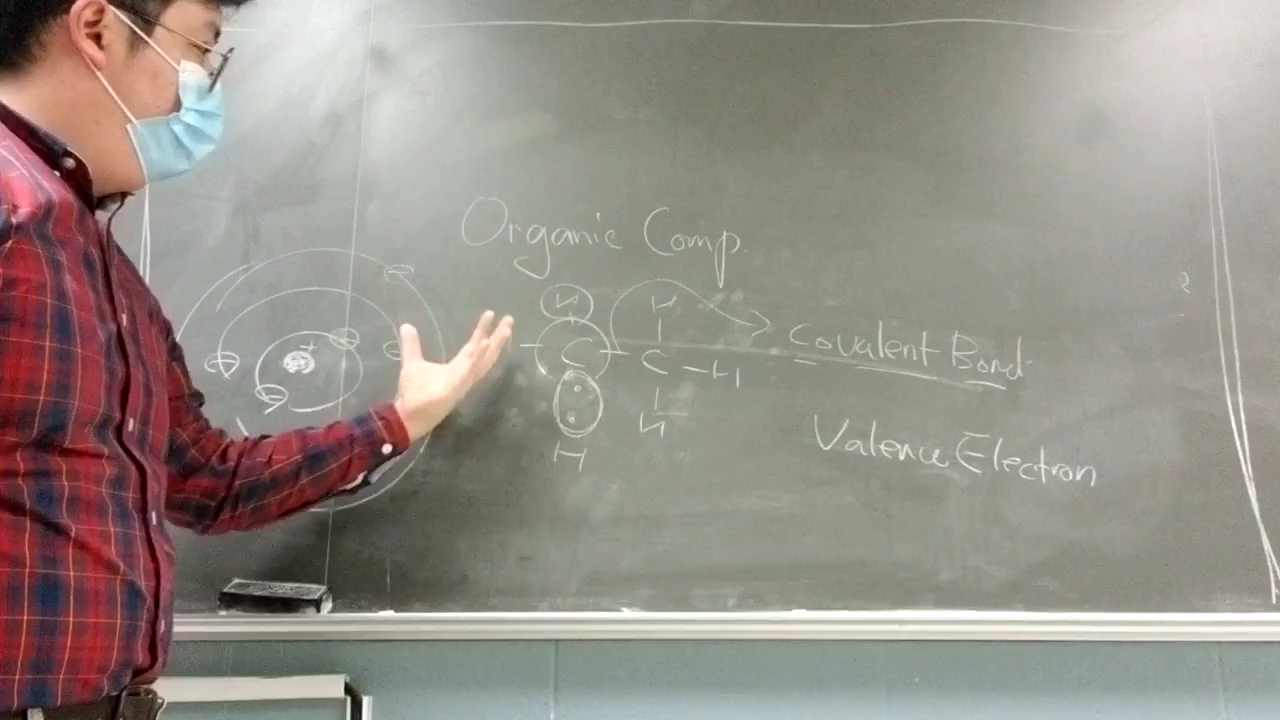 Organic Comp.
H H
C - C - H
H H
Covalent Bond
Valence Electron